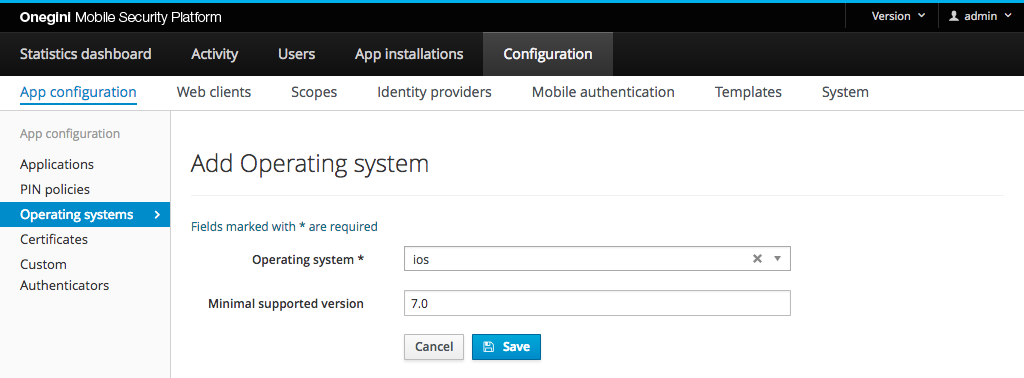 Onegini Mobile Security Platform
Version
admin
Statistics dashboard
Activity
Users
App installations
Configuration
App configuration
Web clients
Scopes
Identity providers
Mobile authentication
Templates
System
App configuration
Applications
PIN policies
Operating systems
Certificates
Custom
Authenticators
Add Operating system
Fields marked with * are required
Operating system *
ios
Minimal supported version
7.0
Cancel
Save